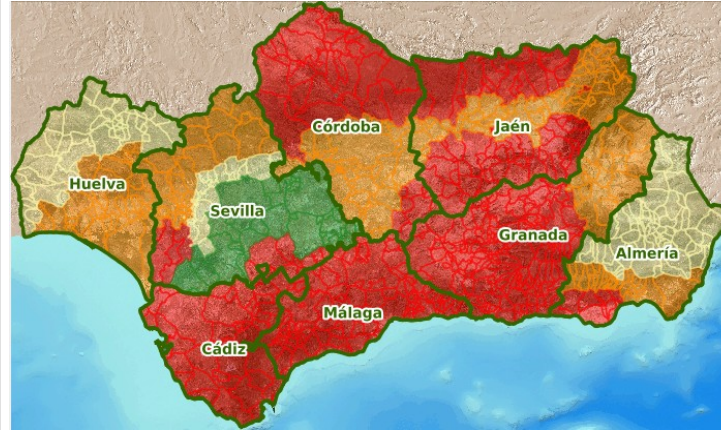 Córdoba
Jaén
Huelva
Sevilla
Granada
Almería
Málaga
Cádiz